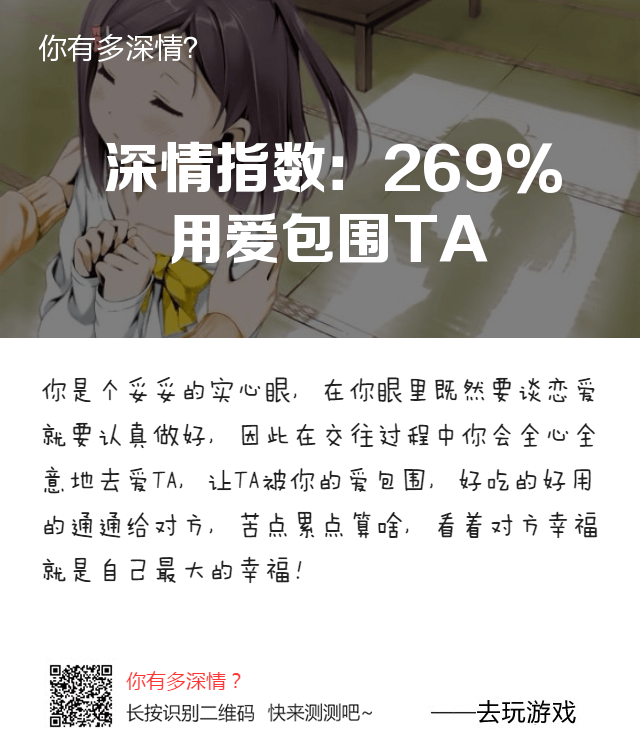 你有多深情?
深情指数：269%
用爱包围TA
你是个妥妥的实心眼，在你眼里既然要谈恋爱
就要认真做好，因此在交往过程中你会全心全
意地去爱TA，让TA被你的爱包围，好吃的好用
的通通给对方，苦点累点算啥，看着对方幸福
就是自己最大的幸福！
你有多深情？
长按识别二维码 快来测测吧~
——去玩游戏